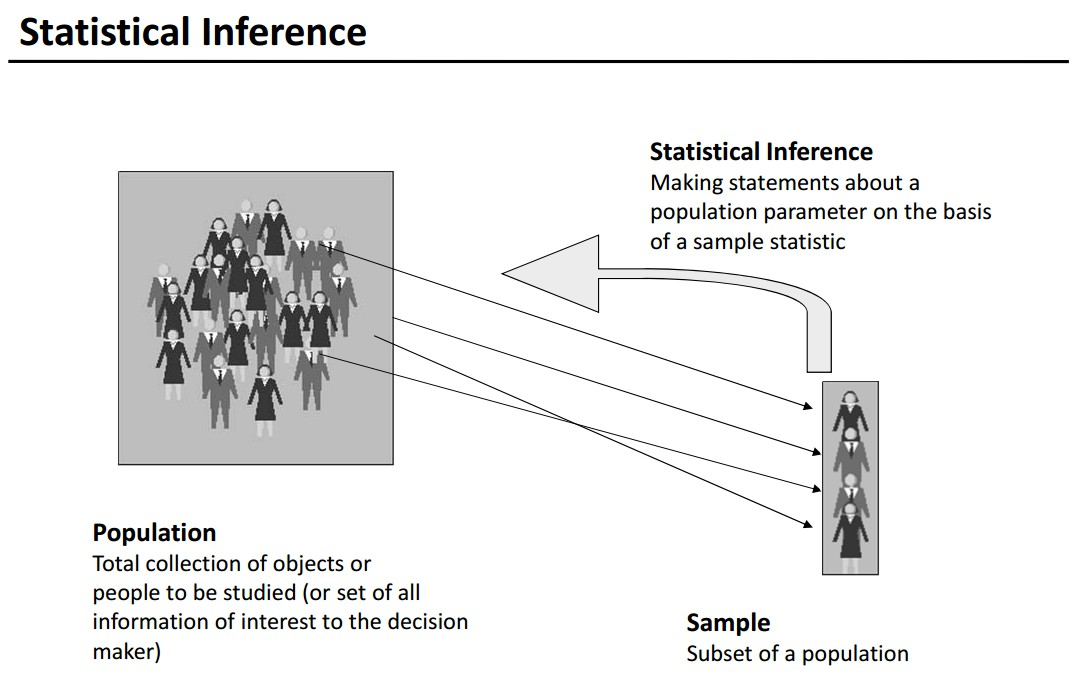 Statistical Inference
Statistical Inference
Making statements about a
population parameter on the basis
of a sample statistic
Population
Total collection of objects or
people to be studied (or set of all
information of interest to the decision
maker)
Sample
Subset of a population